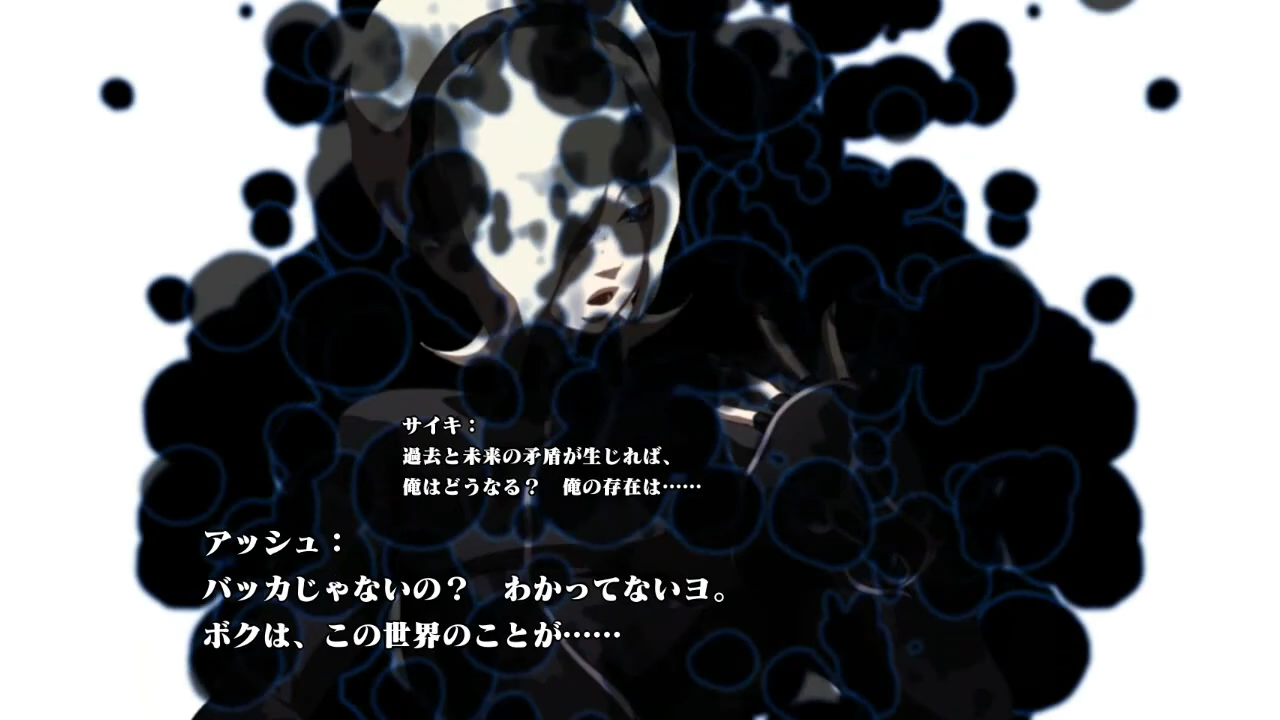 サイキ：
過去と未来の矛盾が生じれば、
俺はどうなる？　俺の存在は……
アッシュ：
バッカじゃないの？　わかってないヨ。
ボクは、この世界のことが……